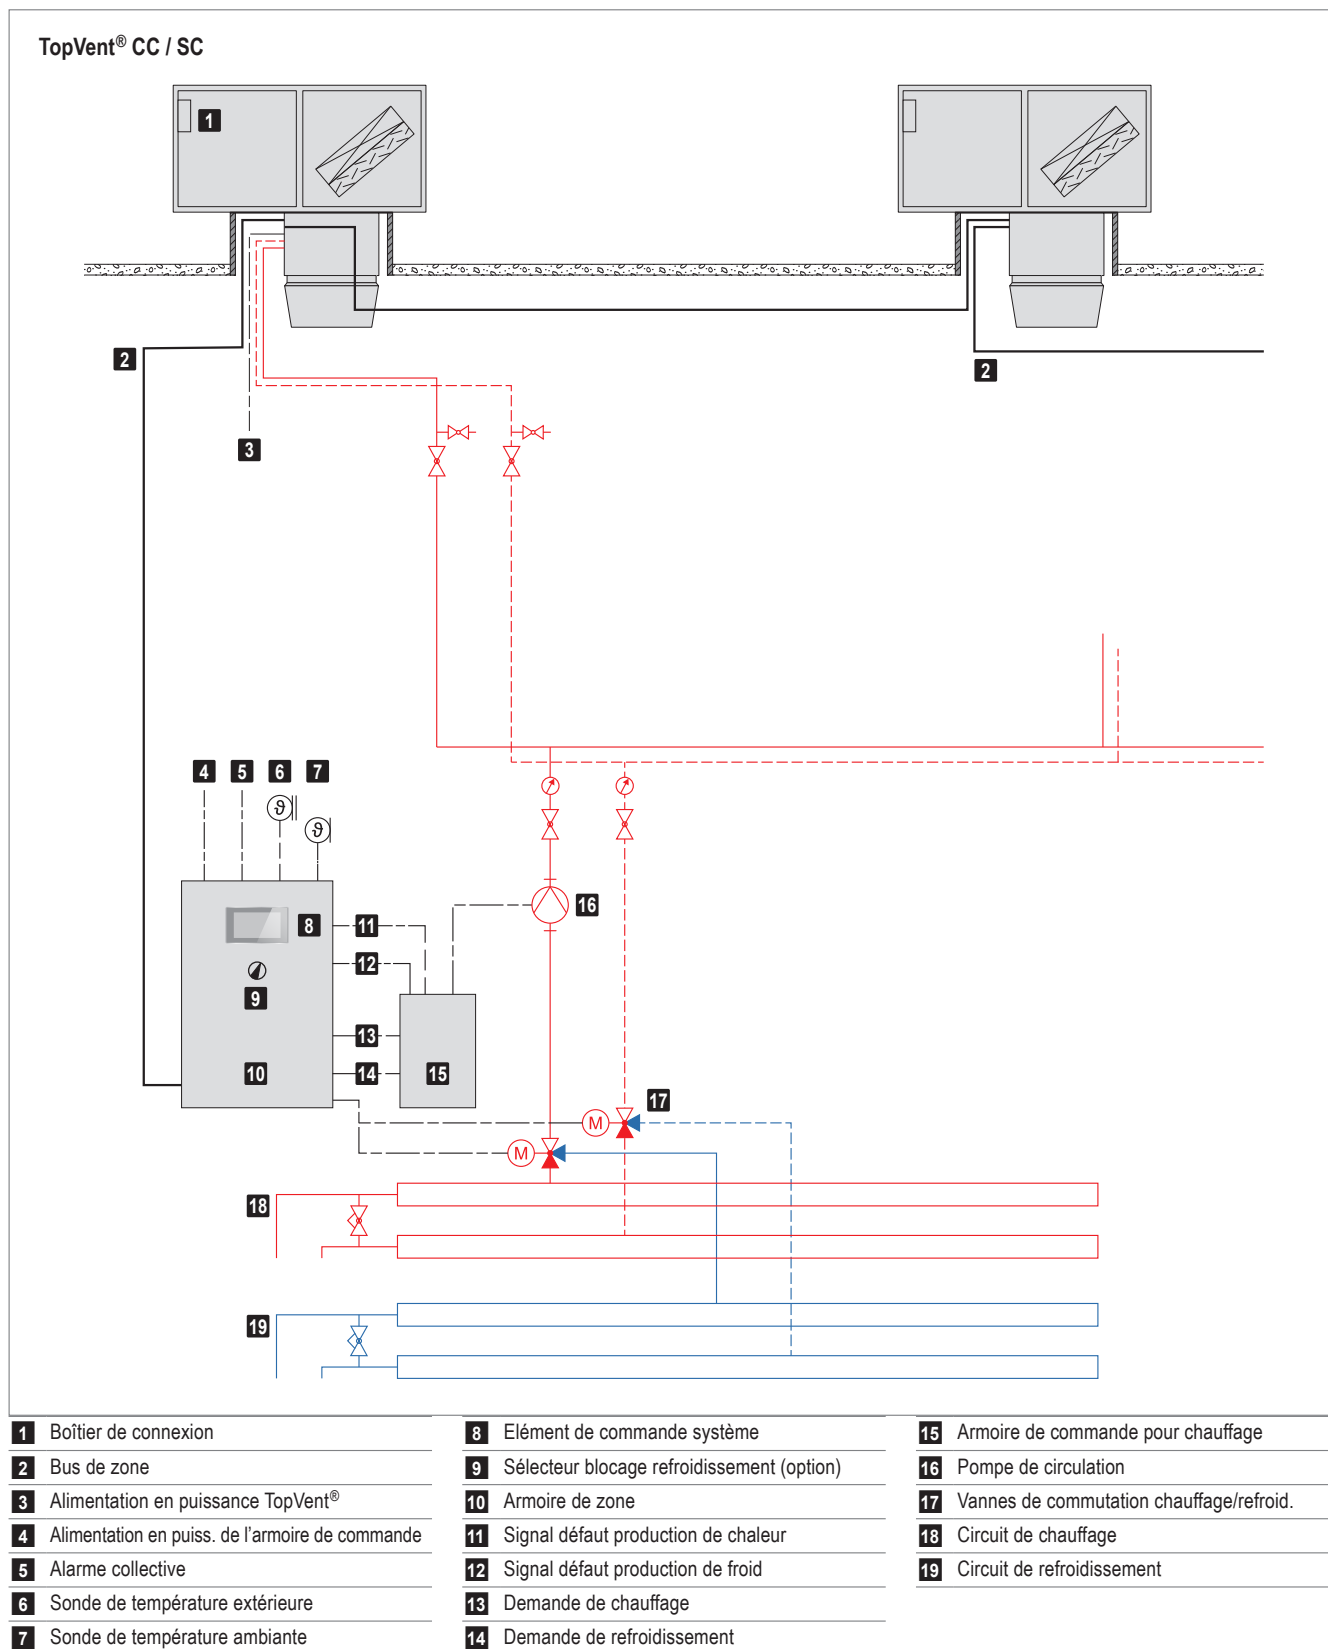 TopVent® CC / SC
1
2
2
3
4 5 6 7
ϑ
ϑ
8
11
16
12
9
13
10
14
15
17
M
M
18
19
1 Boîtier de connexion
2 Bus de zone
3 Alimentation en puissance TopVent®
4 Alimentation en puiss. de l’armoire de commande
5 Alarme collective
6 Sonde de température extérieure
7 Sonde de température ambiante
8 Elément de commande système
9 Sélecteur blocage refroidissement (option)
10 Armoire de zone
11 Signal défaut production de chaleur
12 Signal défaut production de froid
13 Demande de chauffage
14 Demande de refroidissement
15 Armoire de commande pour chauffage
16 Pompe de circulation
17 Vannes de commutation chauffage/refroid.
18 Circuit de chauffage
19 Circuit de refroidissement